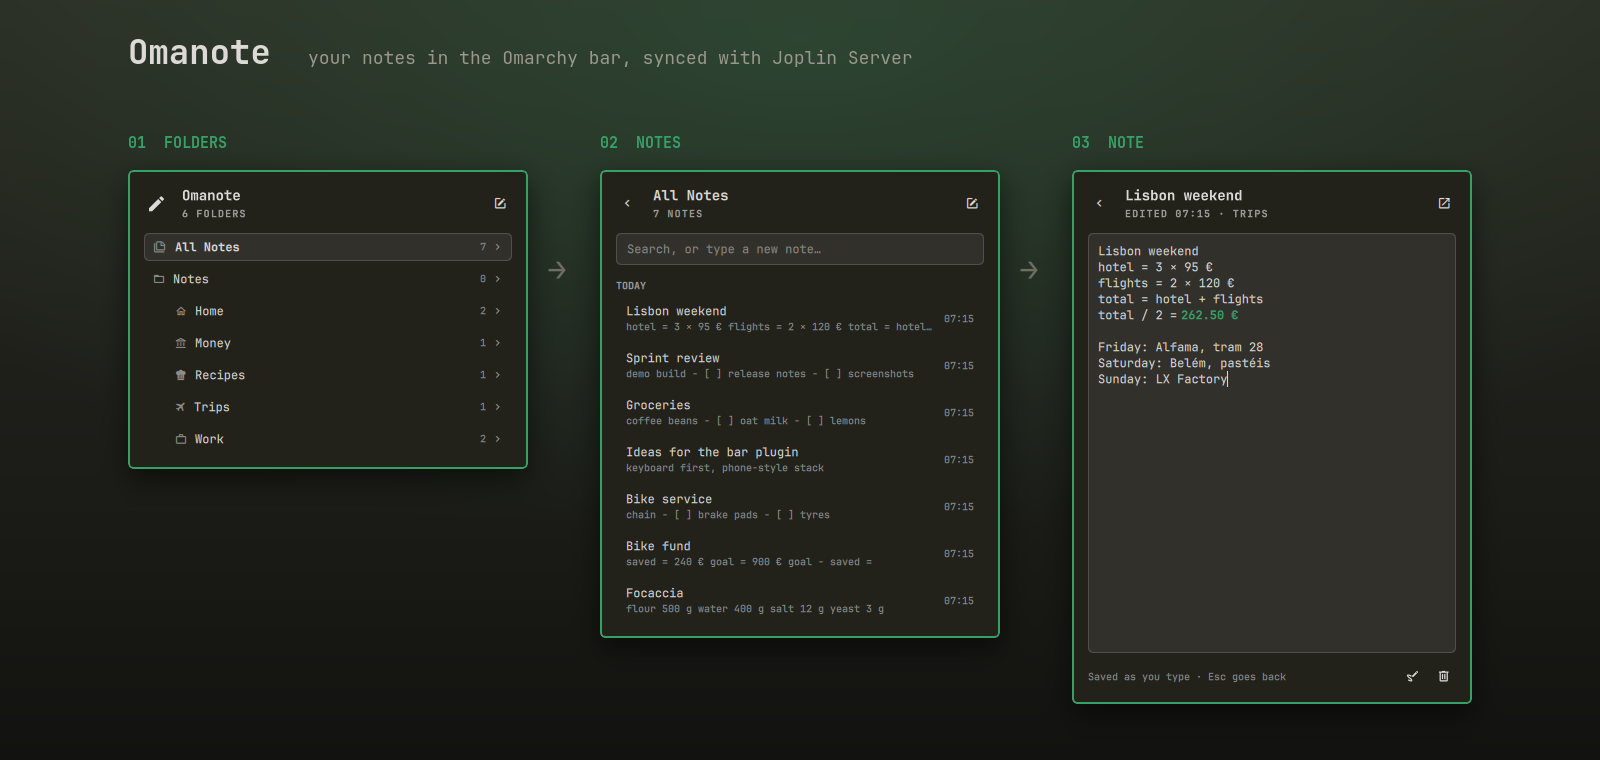 Omanote
your notes in the Omarchy bar, synced with Joplin Server
01 FOLDERS
Omanote
6 FOLDERS
All Notes 7
Notes 0
Home 2
Money 1
Recipes 1
Trips 1
Work 2
02 NOTES
All Notes
7 NOTES
Search, or type a new note…
TODAY
Lisbon weekend
hotel = 3 × 95 € flights = 2 × 120 € total = hotel…
07:15
Sprint review
demo build - [ ] release notes - [ ] screenshots
07:15
Groceries
coffee beans - [ ] oat milk - [ ] lemons
07:15
Ideas for the bar plugin
keyboard first, phone-style stack
07:15
Bike service
chain - [ ] brake pads - [ ] tyres
07:15
Bike fund
saved = 240 € goal = 900 € goal - saved =
07:15
Focaccia
flour 500 g water 400 g salt 12 g yeast 3 g
07:15
03 NOTE
Lisbon weekend
EDITED 07:15 · TRIPS
Lisbon weekend
hotel = 3 × 95 €
flights = 2 × 120 €
total = hotel + flights
total / 2 = 262.50 €
Friday: Alfama, tram 28
Saturday: Belém, pastéis
Sunday: LX Factory
Saved as you type · Esc goes back